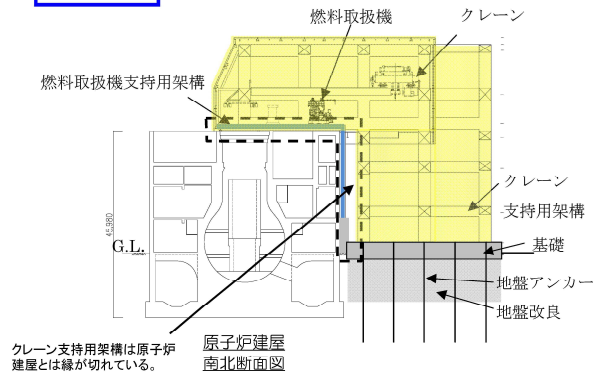 燃料取扱機
クレーン
燃料取扱機支持用架構
クレーン
支持用架構
45,980
G.L.
基礎
地盤アンカー
地盤改良
原子炉建屋
南北断面図
クレーン支持用架構は原子炉
建屋とは縁が切れている。